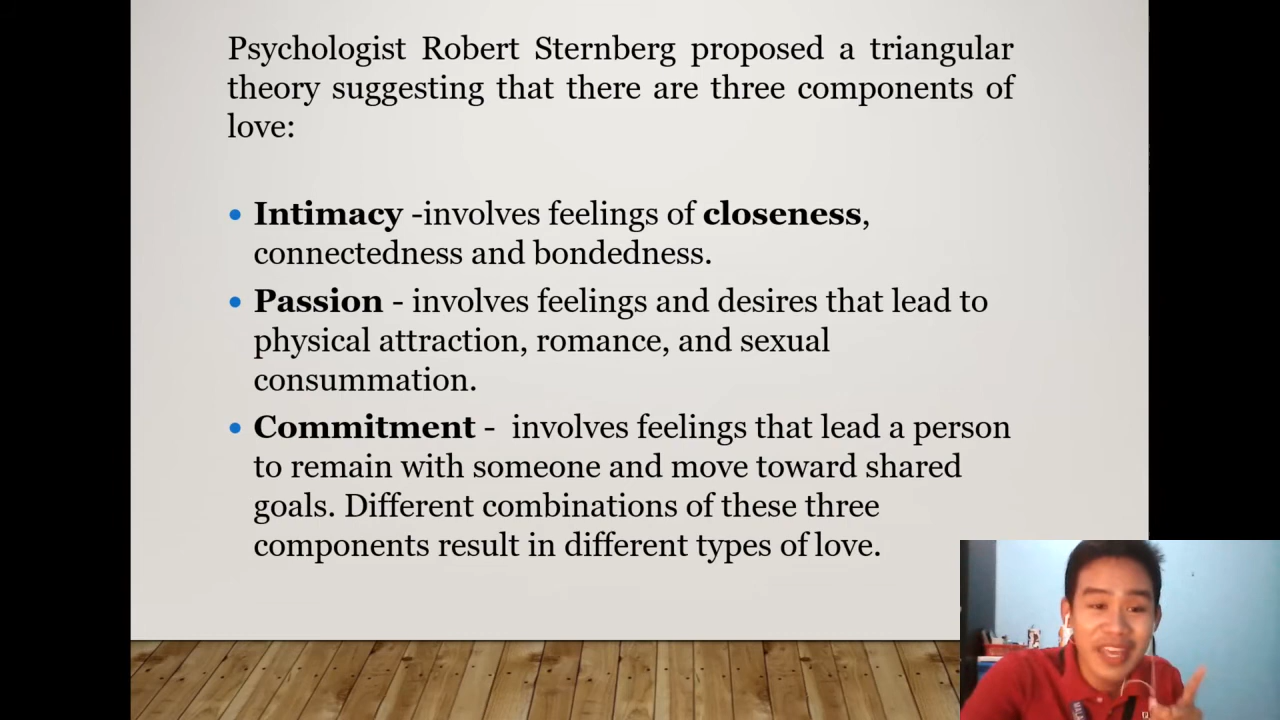 Psychologist Robert Sternberg proposed a triangular
theory suggesting that there are three components of
love:
• Intimacy -involves feelings of closeness,
connectedness and bondedness.
• Passion - involves feelings and desires that lead to
physical attraction, romance, and sexual
consummation.
• Commitment - involves feelings that lead a person
to remain with someone and move toward shared
goals. Different combinations of these three
components result in different types of love.